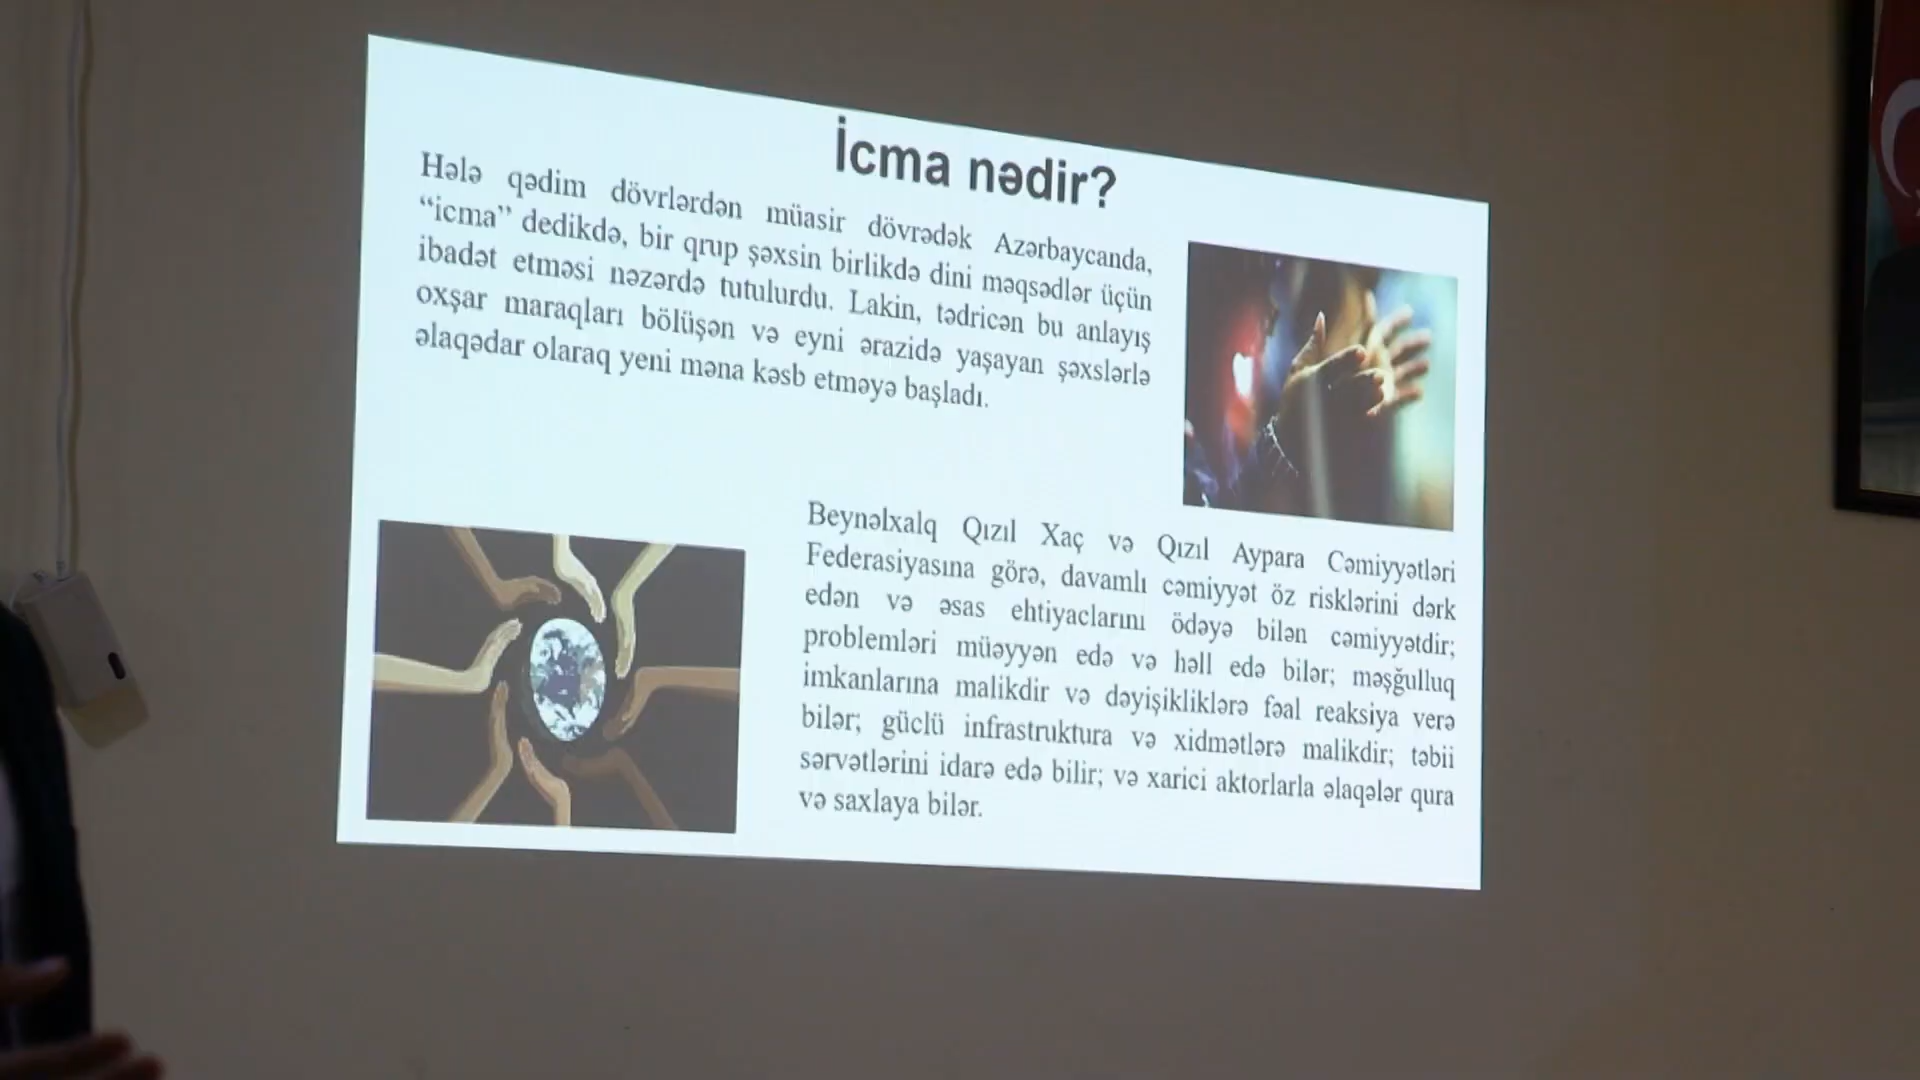 İcma nədir?
Hələ qədim dövrlərdən müasir dövrədək Azərbaycanda,
“icma” dedikdə, bir qrup şəxsin birlikdə dini məqsədlər üçün
ibadət etməsi nəzərdə tutulurdu. Lakin, tədricən bu anlayış
oxşar maraqları bölüşən və eyni ərazidə yaşayan şəxslərlə
əlaqədar olaraq yeni məna kəsb etməyə başladı.
Beynəlxalq Qızıl Xaç və Qızıl Aypara Cəmiyyətləri
Federasiyasına görə, davamlı cəmiyyət öz risklərini dərk
edən və əsas ehtiyaclarını ödəyə bilən cəmiyyətdir;
problemləri müəyyən edə və həll edə bilər; məşğulluq
imkanlarına malikdir və dəyişikliklərə fəal reaksiya verə
bilər; güclü infrastruktura və xidmətlərə malikdir; təbii
sərvətlərini idarə edə bilir; və xarici aktorlarla əlaqələr qura
və saxlaya bilər.